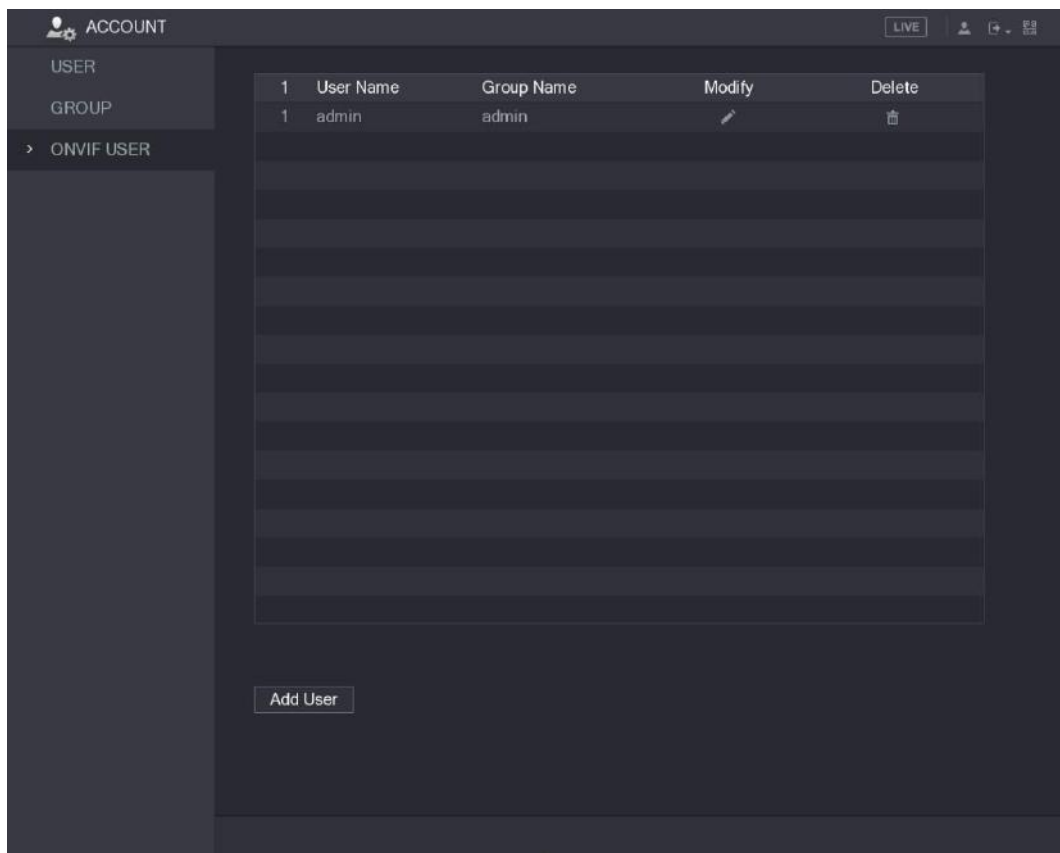 ACCOUNT
LIVE
USER
GROUP
> ONVIF USER
1 User Name Group Name Modify Delete
1 admin admin
Add User